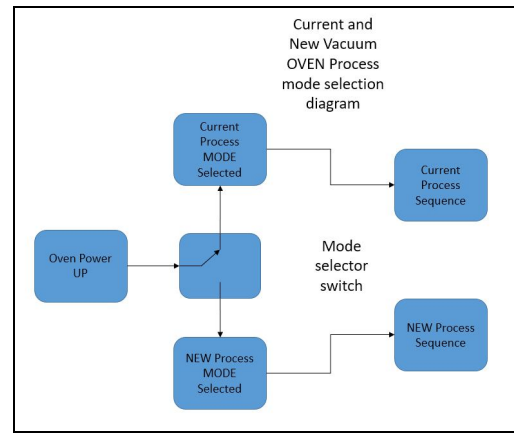 Current and
New Vacuum
OVEN Process
mode selection
diagram
Current
Process
MODE
Selected
Current
Process
Sequence
Oven Power
UP
Mode
selector
switch
NEW Process
MODE
Selected
NEW Process
Sequence